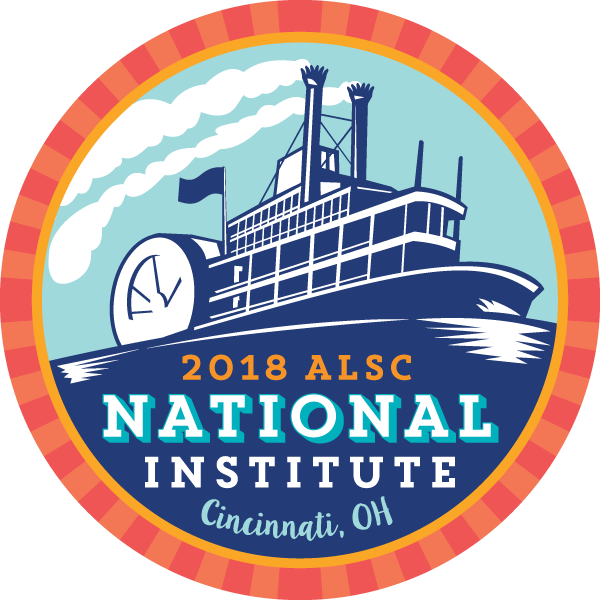 2018 ALSC
NATIONAL
INSTITUTE
Cincinnati, OH